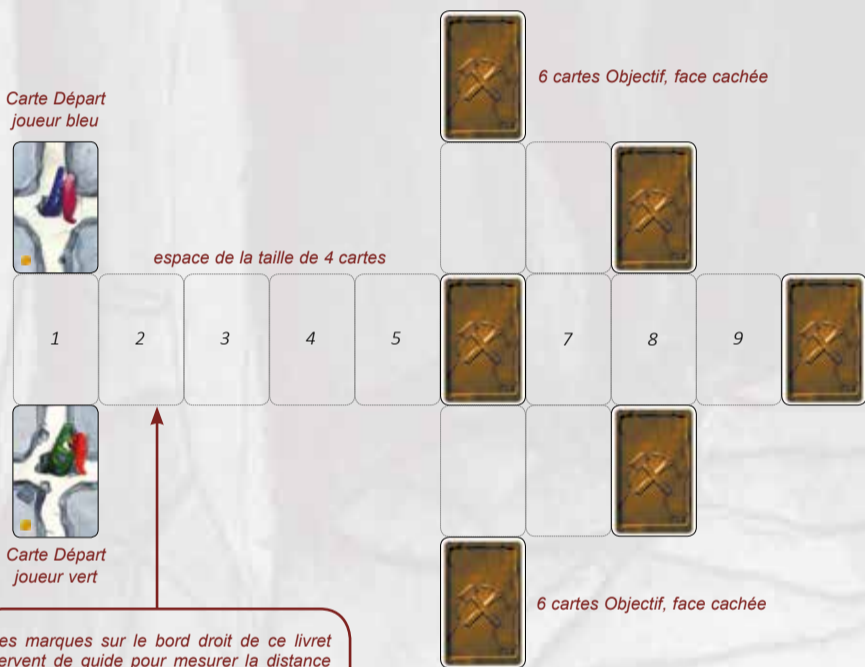 6 cartes Objectif, face cachée
Carte Départ
joueur bleu
espace de la taille de 4 cartes
1
2
3
4
5
7
8
9
Carte Départ
joueur vert
6 cartes Objectif, face cachée
es marques sur le bord droit de ce livret
ervent de guide pour mesurer la distance